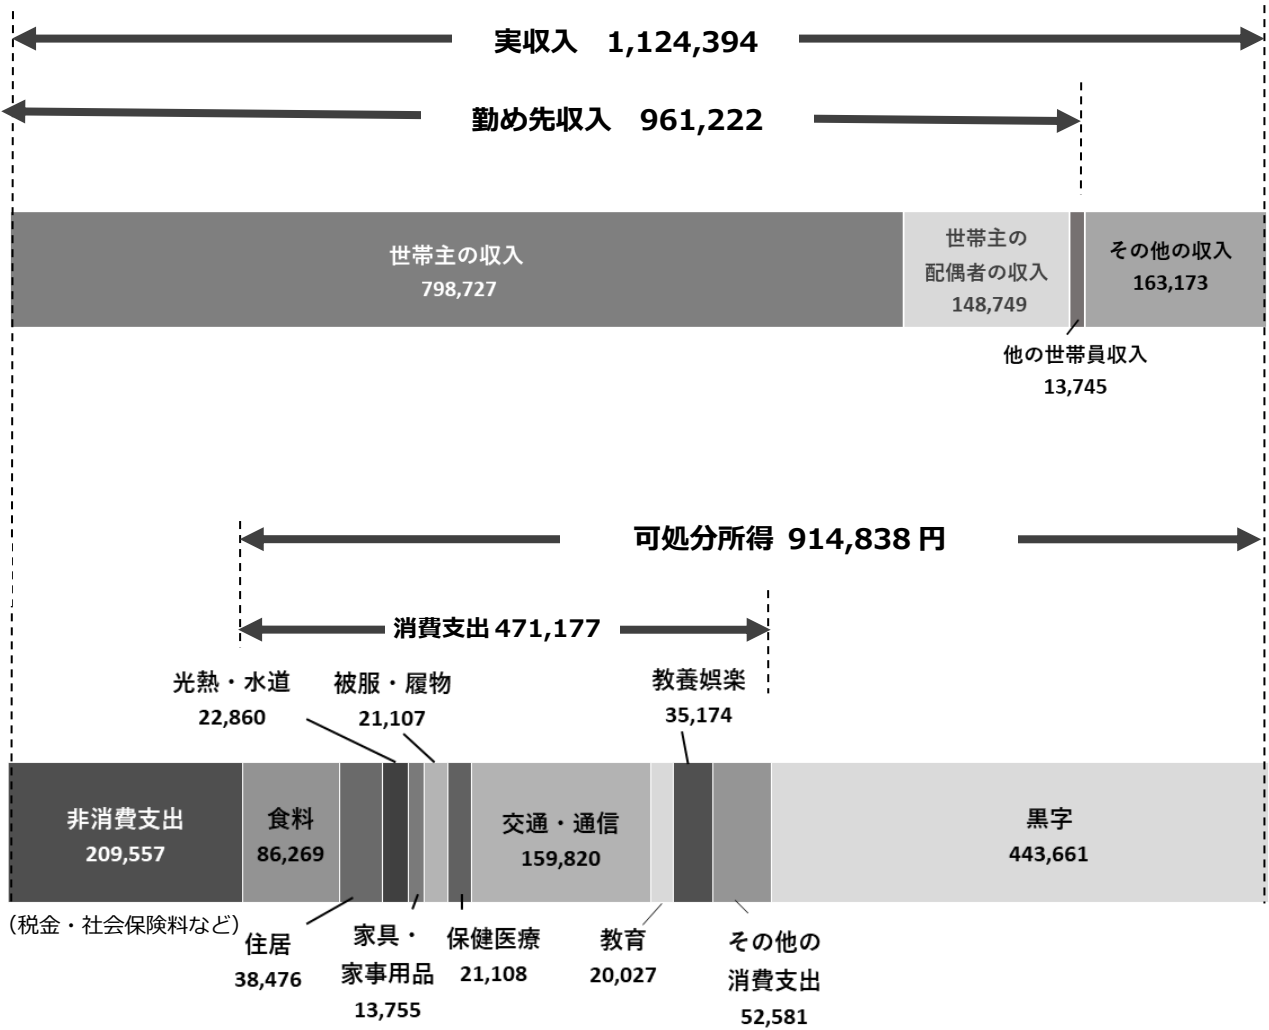 実収入 1,124,394
勤め先収入 961,222
世帯主の収入
798,727
世帯主の
配偶者の収入
148,749
その他の収入
163,173
他の世帯員収入
13,745
可処分所得 914,838 円
消費支出 471,177
光熱・水道
22,860
被服・履物
21,107
教養娯楽
35,174
非消費支出
209,557
食料
86,269
交通・通信
159,820
黒字
443,661
（税金・社会保険料など）
住居
38,476
家具・
家事用品
13,755
保健医療
21,108
教育
20,027
その他の
消費支出
52,581